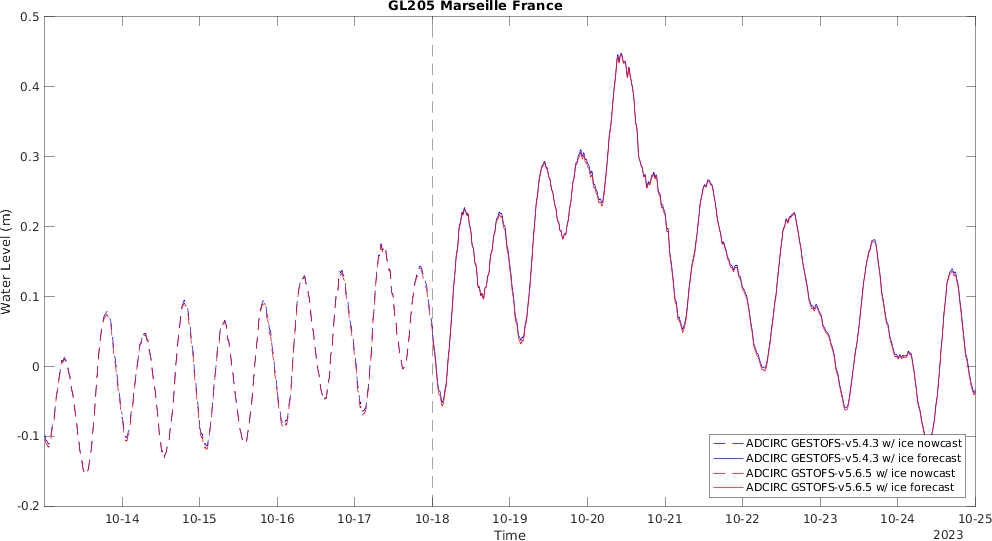 GL205 Marseille France
0.5
0.4
0.3
0.2
0.1
0
-0.1
-0.2
Water Level (m)
ADCIRC GESTOFS-v5.4.3 w/ ice nowcast
ADCIRC GESTOFS-v5.4.3 w/ ice forecast
ADCIRC GSTOFS-v5.6.5 w/ ice nowcast
ADCIRC GSTOFS-v5.6.5 w/ ice forecast
10-14 10-15 10-16 10-17 10-18 10-19 10-20 10-21 10-22 10-23 10-24 10-25
Time
2023